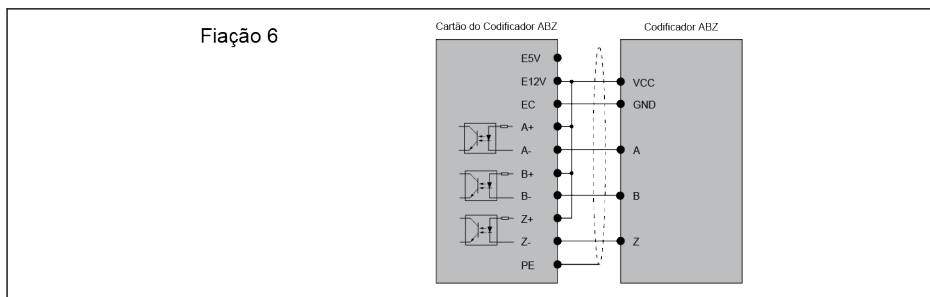 Fiação 6
Cartão do Codificador ABZ
Codificador ABZ
E5V
E12V
VCC
EC
GND
A+
A-
A
B+
B-
B
Z+
Z-
Z
PE